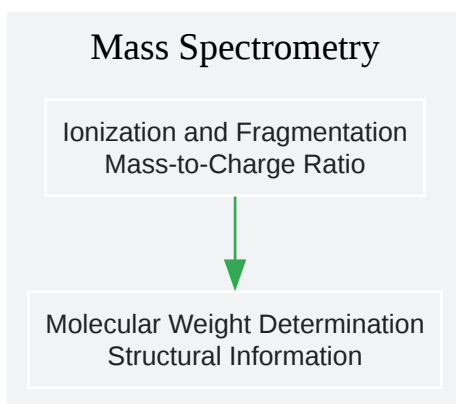 Mass Spectrometry
Ionization and Fragmentation
Mass-to-Charge Ratio
Molecular Weight Determination
Structural Information